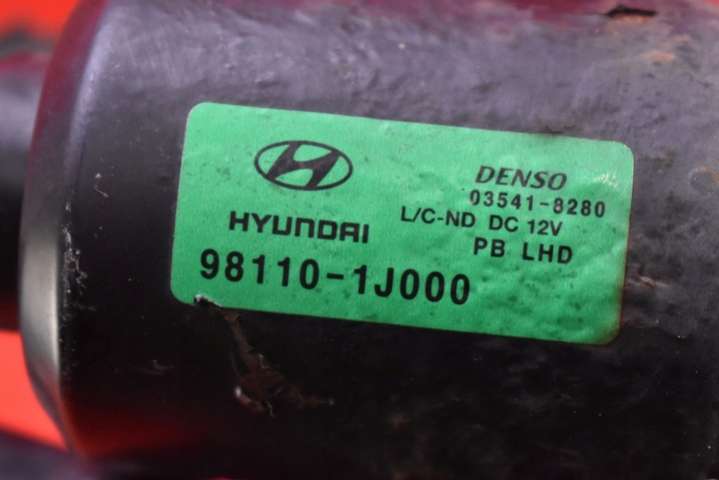 HYUNDAI
98110-1J000
DENSO
03541-8280
L/C-ND DC 12V
PB LHD